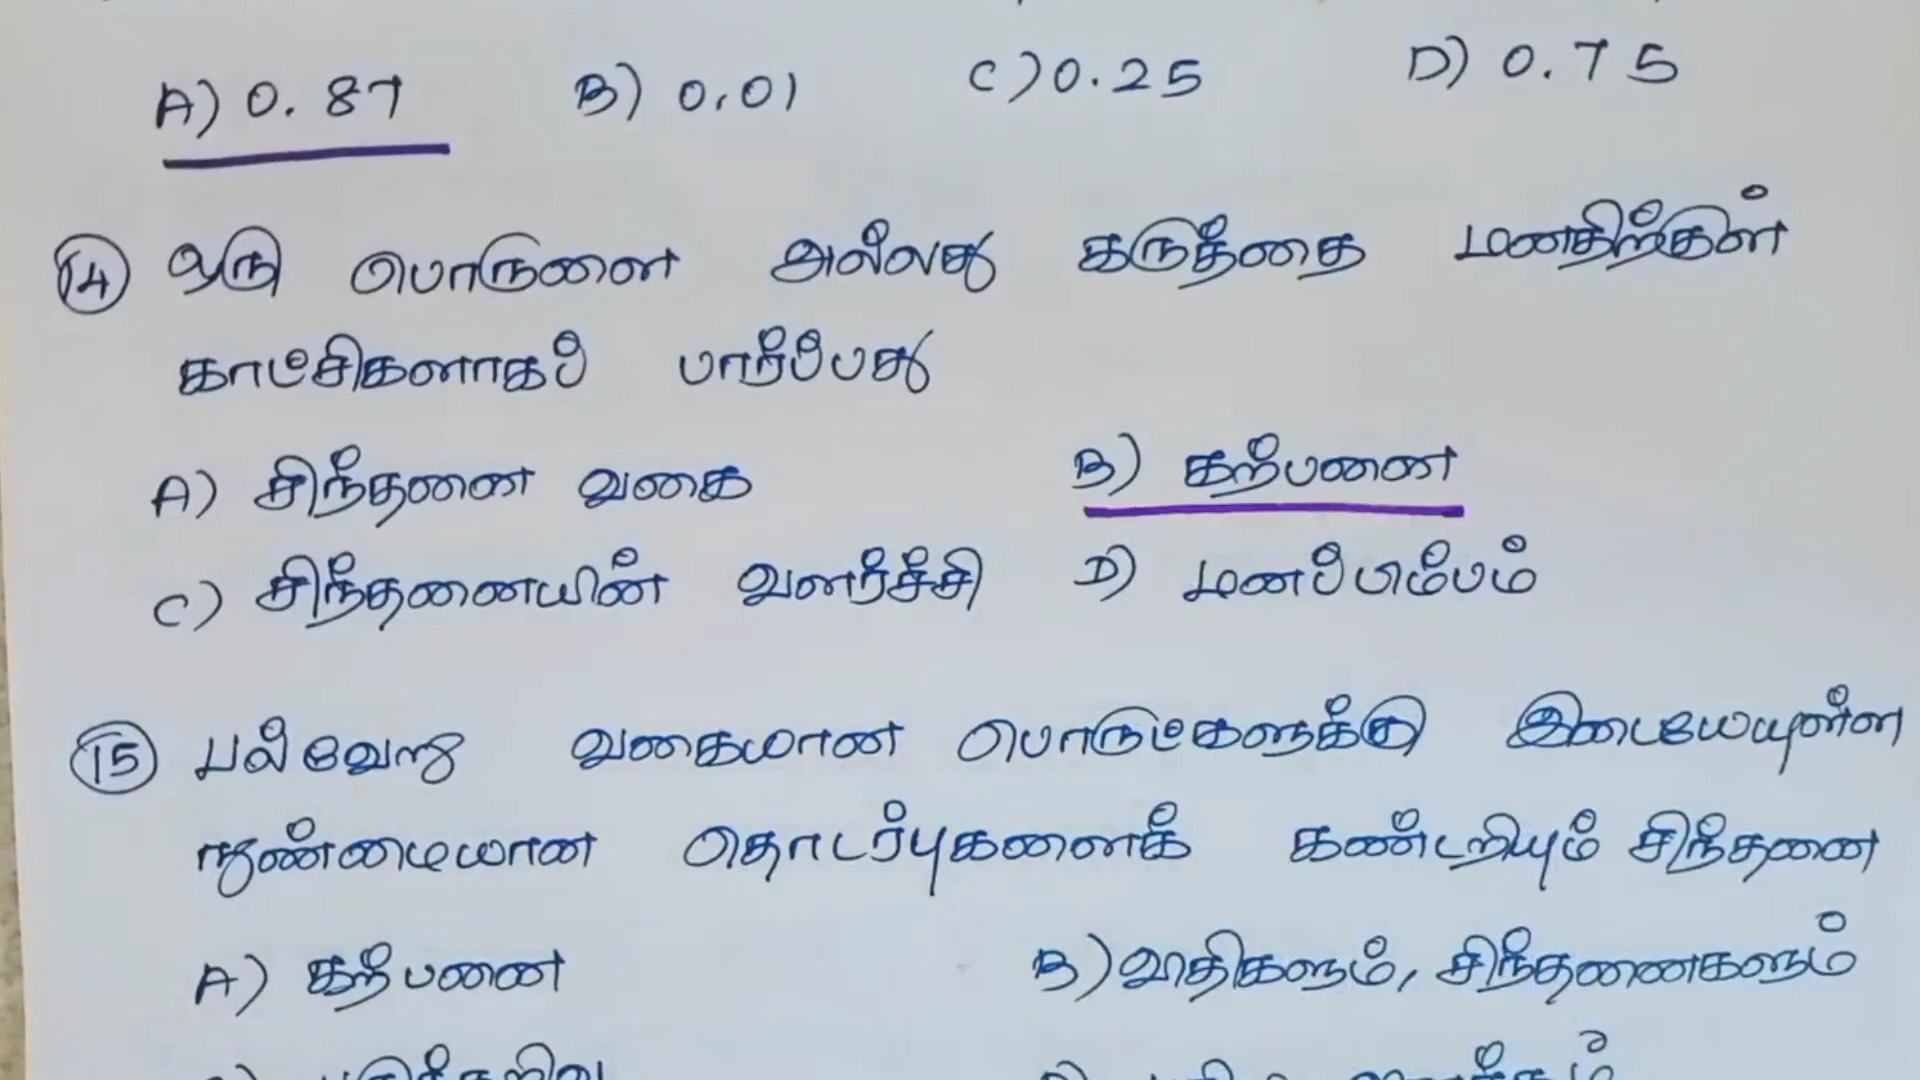 A) 0.87 B) 0.01 C) 0.25 D) 0.75
14 ஒரு பொருளை அல்லது கருத்தை மனதிற்குள்
காட்சிகளாகப் பார்ப்பது
A) சிந்தனை வகை B) கற்பனை
C) சிந்தனையின் வளர்ச்சி D) மனப்பிம்பம்
15 பல்வேறு வகையான பொருட்களுக்கு இடையேயுள்ள
நுண்மையான தொடர்புகளைக் கண்டறியும் சிந்தனை
A) கற்பனை B) விதிகளும், சிந்தனைகளும்